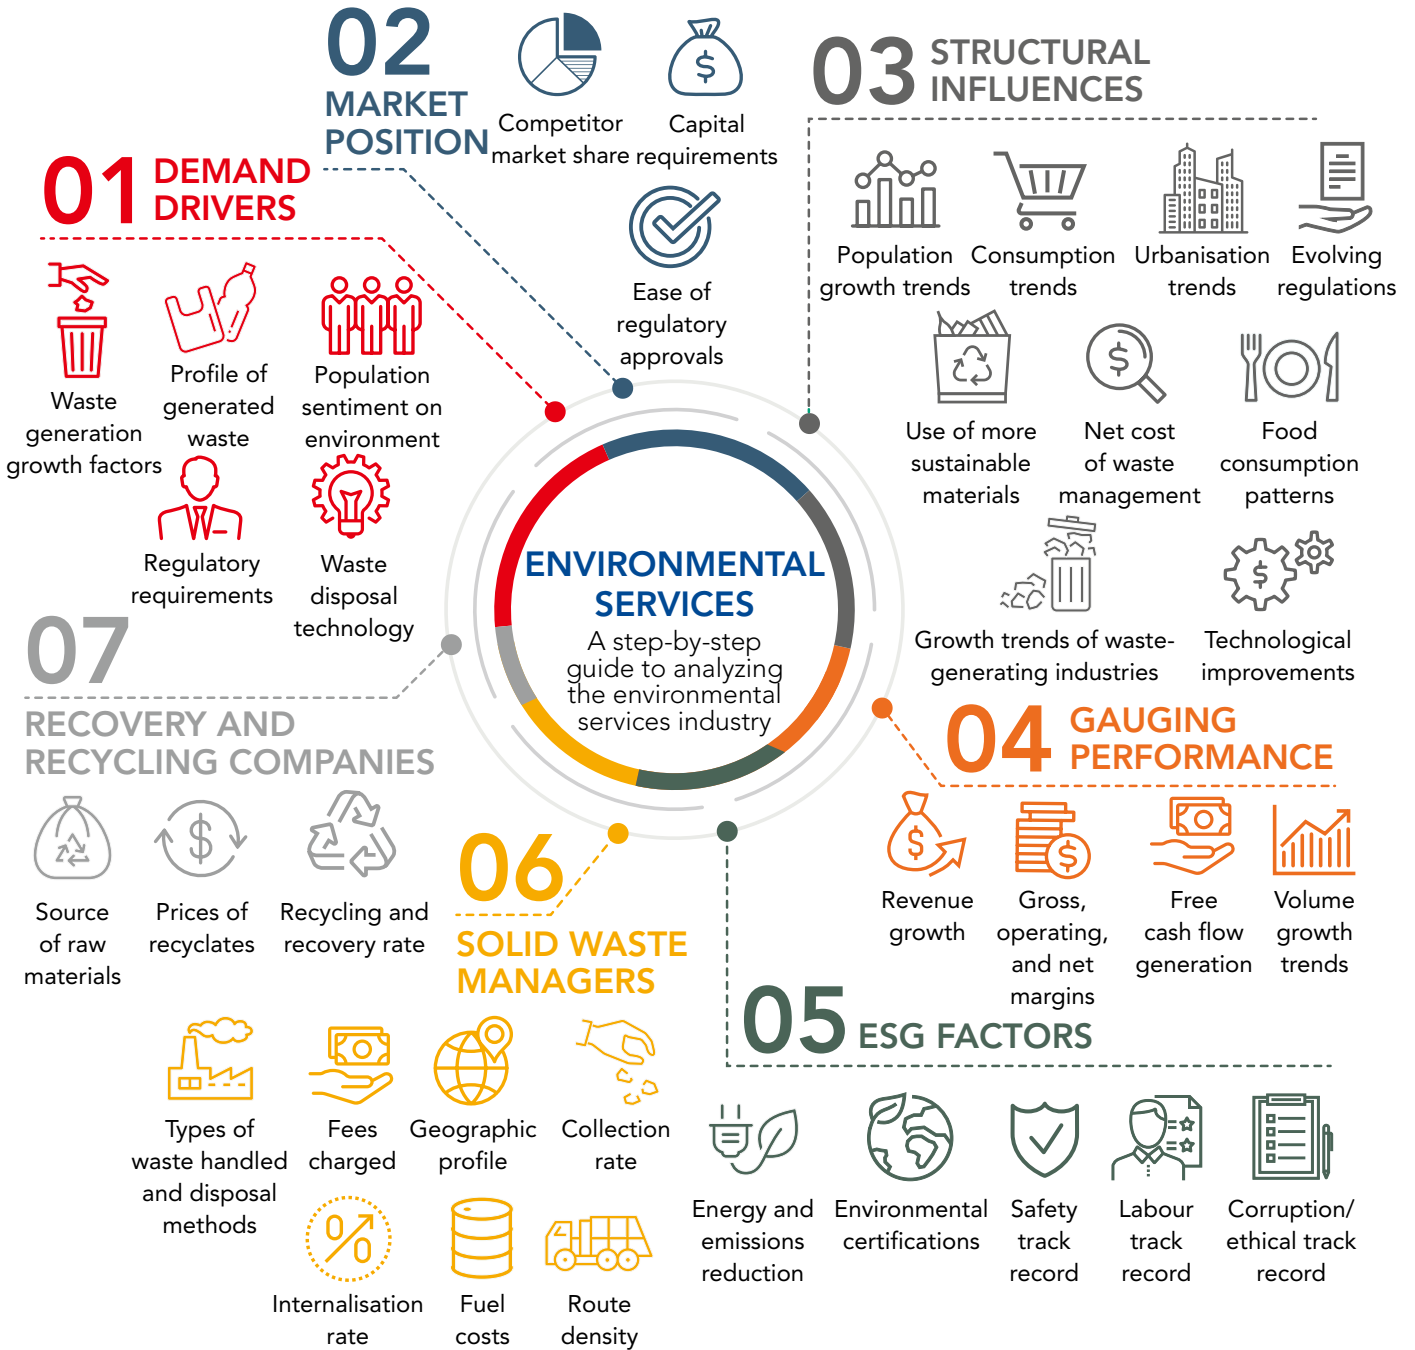 ENVIRONMENTAL
SERVICES
A step-by-step
guide to analyzing
the environmental
services industry
01
DEMAND
DRIVERS
Waste
generation
growth factors
Profile of
generated
waste
Population
sentiment on
environment
Regulatory
requirements
Waste
disposal
technology
02
MARKET
POSITION
Competitor
market share
$
Capital
requirements
Ease of
regulatory
approvals
03
STRUCTURAL
INFLUENCES
Population
growth trends
Consumption
trends
Urbanisation
trends
Evolving
regulations
Use of more
sustainable
materials
$
Net cost
of waste
management
Food
consumption
patterns
Growth trends of waste-
generating industries
$
Technological
improvements
04
GAUGING
PERFORMANCE
$
Revenue
growth
$
Gross,
operating,
and net
margins
Free
cash flow
generation
Volume
growth
trends
05
ESG FACTORS
Energy and
emissions
reduction
Environmental
certifications
Safety
track
record
Labour
track
record
Corruption/
ethical track
record
06
SOLID WASTE
MANAGERS
Types of
waste handled
and disposal
methods
Fees
charged
Geographic
profile
Collection
rate
Internalisation
rate
Fuel
costs
Route
density
07
RECOVERY AND
RECYCLING COMPANIES
Source
of raw
materials
$
Prices of
recyclates
Recycling and
recovery rate